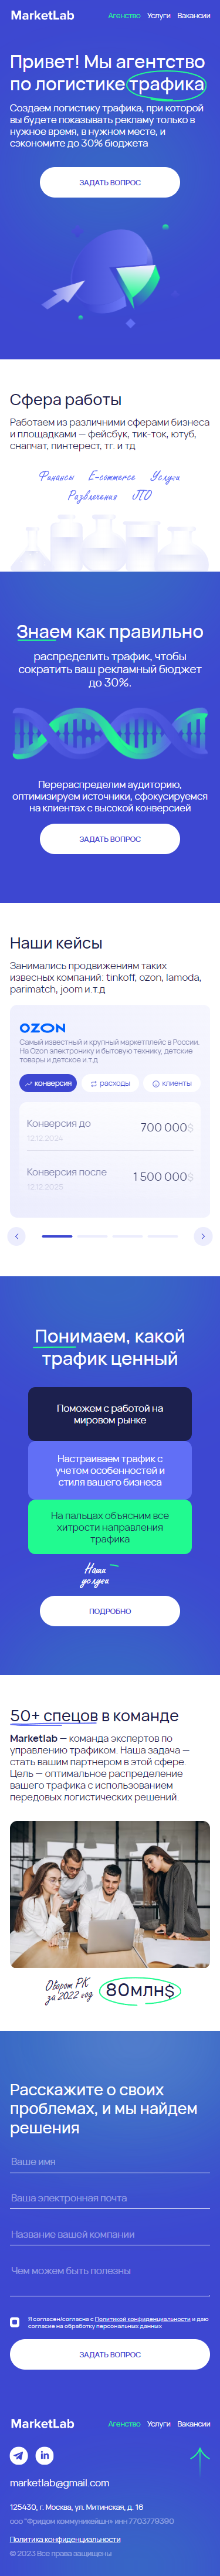 MarketLab Агенство Услуги Вакансии
Привет! Мы агентство
по логистике трафика
Создаем логистику трафика, при которой
вы будете показывать рекламу только в
нужное время, в нужном месте, и
сэкономите до 30% бюджета
ЗАДАТЬ ВОПРОС
Сфера работы
Работаем из различными сферами бизнеса
и площадками — фейсбук, тик-ток, ютуб,
снапчат, пинтерест, тг. и т.д
Финансы E-commerce Услуги
Развлечения ЛТО
Знаем как правильно
распределить трафик, чтобы
сократить ваш рекламный бюджет
до 30%.
Перераспределим аудиторию,
оптимизируем источники, сфокусируемся
на клиентах с высокой конверсией
ЗАДАТЬ ВОПРОС
Наши кейсы
Занимались продвижениям таких
извесных компаний: tinkoff, ozon, lamoda,
parimatch, joom и.т.д
OZON
Самый известный и крупный маркетплейс в России.
На Ozon электронику и бытовую технику, детские
товары и детское и.т.д
конверсия расходы клиенты
Конверсия до 700 000$
12.12.2024
Конверсия после 1 500 000$
12.12.2025
Понимаем, какой
трафик ценный
Поможем с работой на
мировом рынке
Настраиваем трафик с
учетом особенностей и
стиля вашего бизнеса
На пальцах объясним все
хитрости направления
трафика
Наши
услуги
ПОДРОБНО
50+ спецов в команде
Marketlab — команда экспертов по
управлению трафиком. Наша задача —
стать вашим партнером в этой сфере.
Цель — оптимальное распределение
вашего трафика с использованием
передовых логистических решений.
Оборот РК
за 2022 год
80млн$
Расскажите о своих
проблемах, и мы найдем
решения
Ваше имя
Ваша электронная почта
Название вашей компании
Чем можем быть полезны
Я согласен/согласна с Политикой конфиденциальности и даю
согласие на обработку персональных данных
ЗАДАТЬ ВОПРОС
MarketLab Агенство Услуги Вакансии
in
marketlab@gmail.com
125430, г. Москва, ул. Митинская, д. 16
ооо "Фридом коммуникейшн" инн 7703779390
Политика конфиденциальности
© 2023 Все права защищены